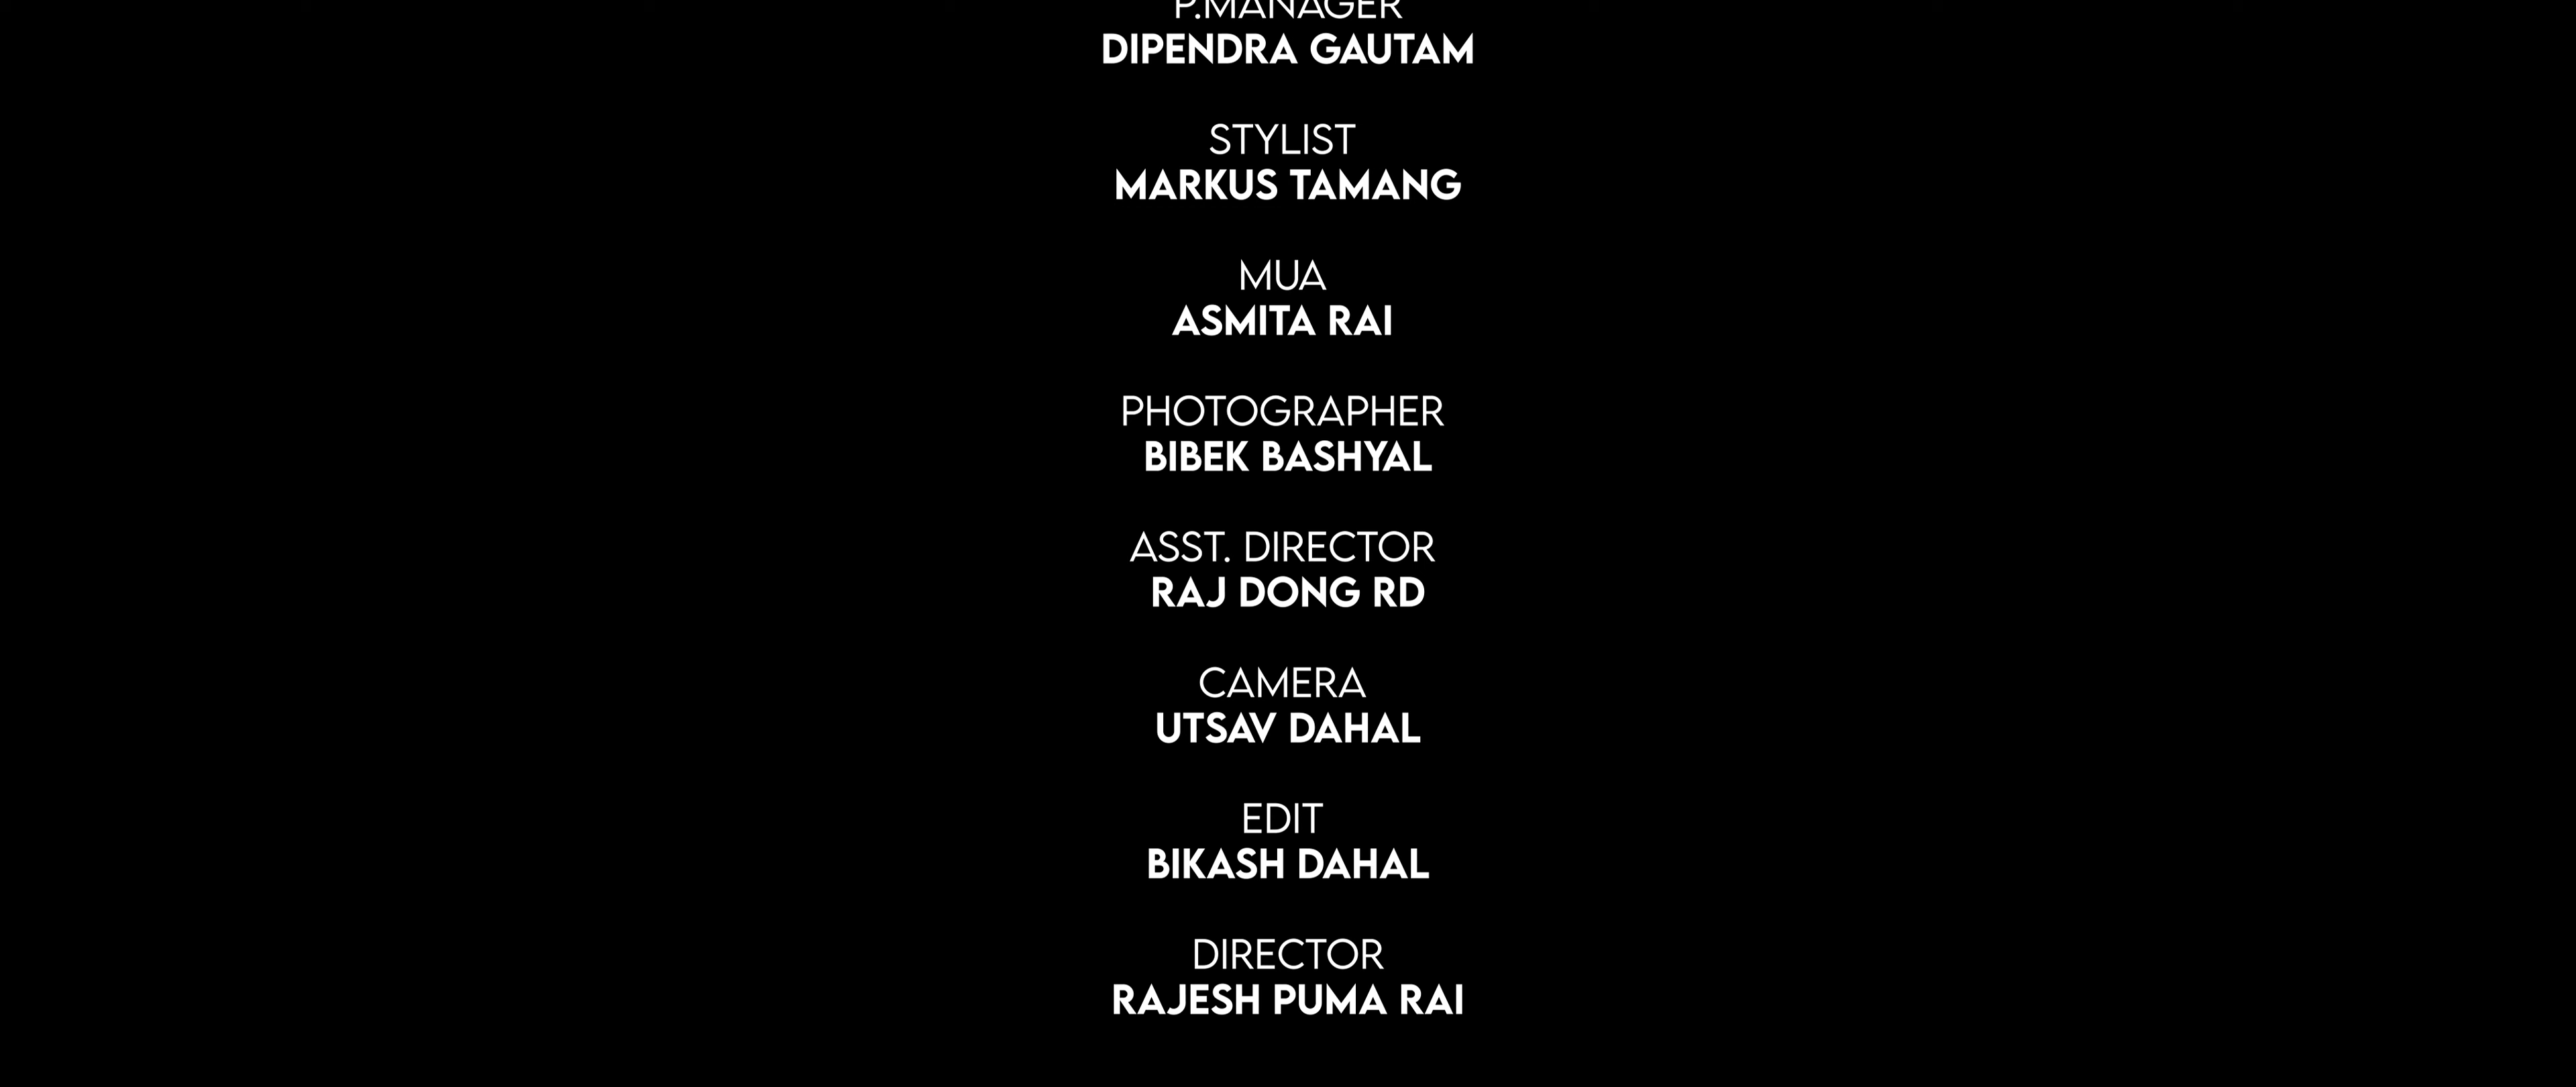 P.MANAGER
DIPENDRA GAUTAM
STYLIST
MARKUS TAMANG
MUA
ASMITA RAI
PHOTOGRAPHER
BIBEK BASHYAL
ASST. DIRECTOR
RAJ DONG RD
CAMERA
UTSAV DAHAL
EDIT
BIKASH DAHAL
DIRECTOR
RAJESH PUMA RAI